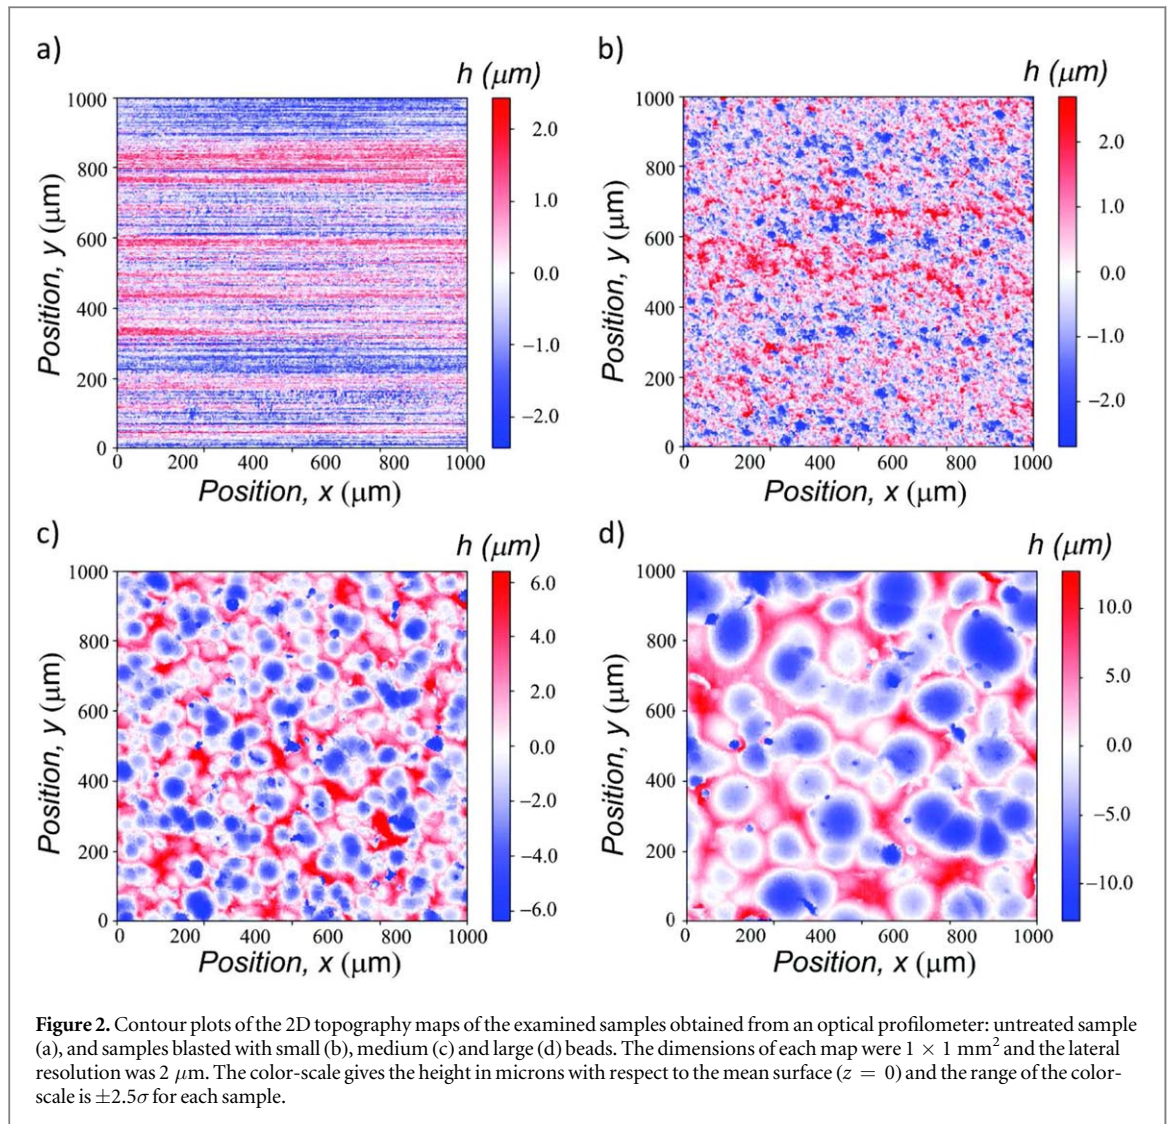 a)
h (μm)
1000
800
600
400
200
0
2.0
1.0
0.0
−1.0
−2.0
Position, y (μm)
0 200 400 600 800 1000
Position, x (μm)
b)
h (μm)
1000
800
600
400
200
0
2.0
1.0
0.0
−1.0
−2.0
Position, y (μm)
0 200 400 600 800 1000
Position, x (μm)
c)
h (μm)
1000
800
600
400
200
0
6.0
4.0
2.0
0.0
−2.0
−4.0
−6.0
Position, y (μm)
0 200 400 600 800 1000
Position, x (μm)
d)
h (μm)
1000
800
600
400
200
0
10.0
5.0
0.0
−5.0
−10.0
Position, y (μm)
0 200 400 600 800 1000
Position, x (μm)
Figure 2. Contour plots of the 2D topography maps of the examined samples obtained from an optical profilometer: untreated sample
(a), and samples blasted with small (b), medium (c) and large (d) beads. The dimensions of each map were 1 × 1 mm² and the lateral
resolution was 2 μm. The color-scale gives the height in microns with respect to the mean surface (z = 0) and the range of the color-
scale is ±2.5σ for each sample.